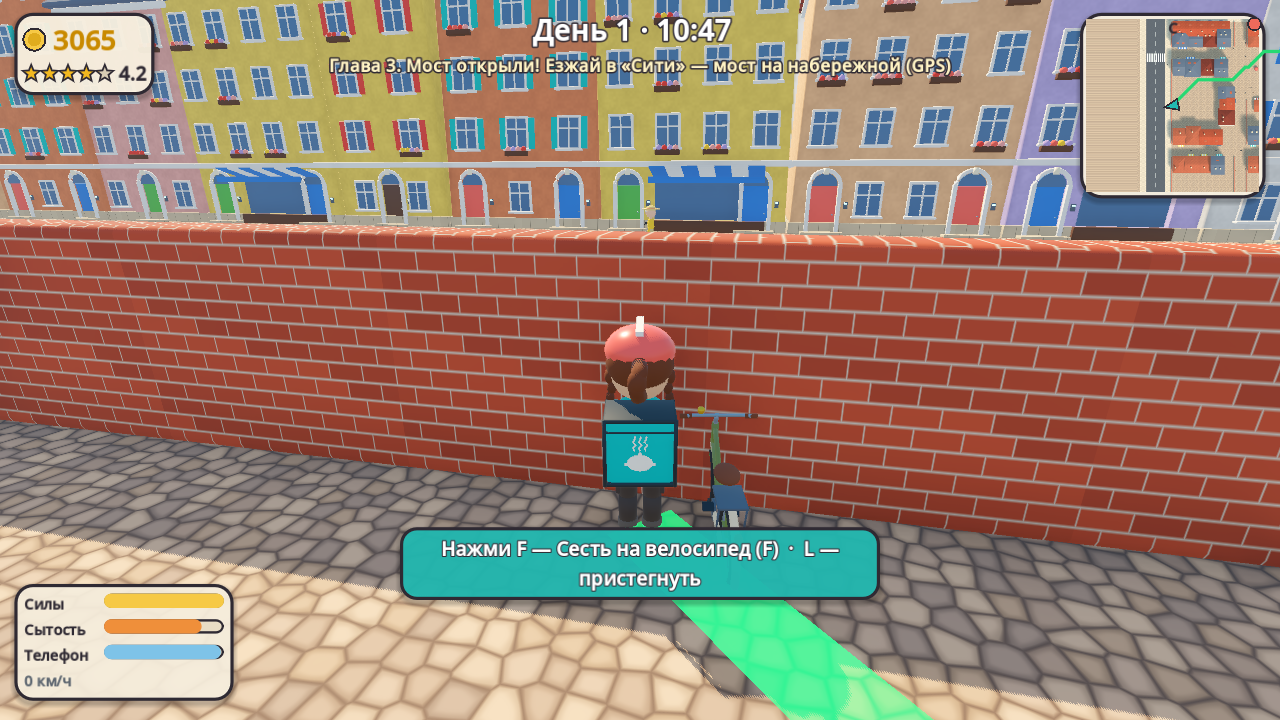 3065
4.2
День 1 · 10:47
Глава 3. Мост открыли! Езжай в «Сити» — мост на набережной (GPS)
Нажми F — Сесть на велосипед (F) · L —
пристегнуть
Силы
Сытость
Телефон
0 км/ч